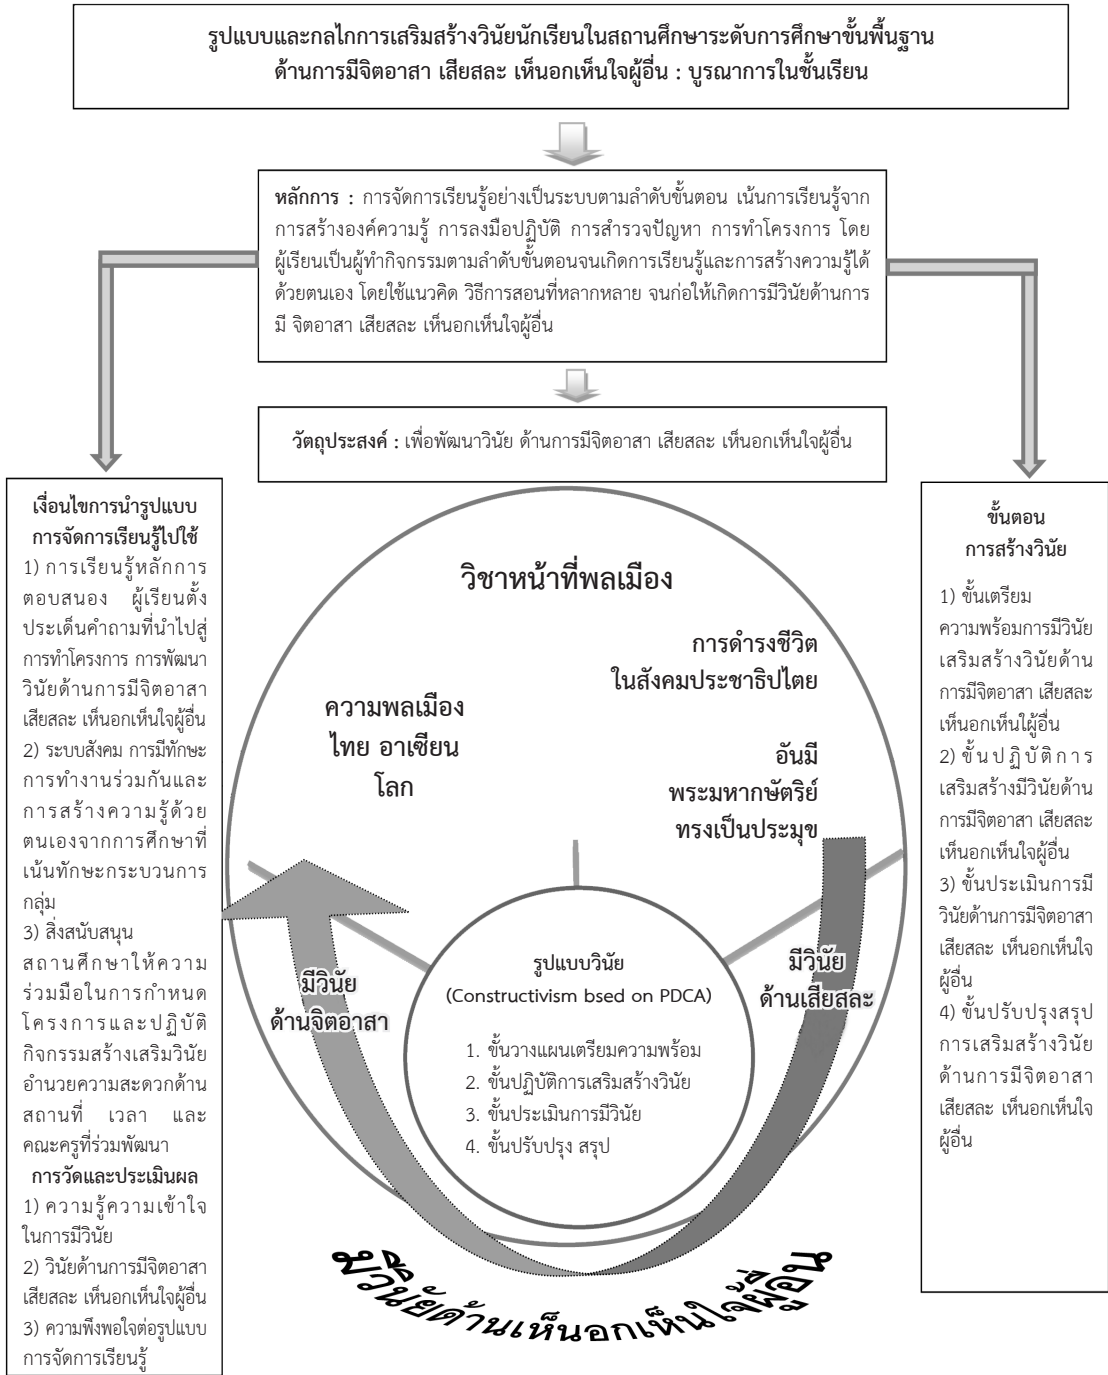 รูปแบบและกลไกการเสริมสร้างวินัยนักเรียนในสถานศึกษาระดับการศึกษาขั้นพื้นฐาน
ด้านการมีจิตอาสา เสียสละ เห็นอกเห็นใจผู้อื่น : บูรณาการในชั้นเรียน
หลักการ : การจัดการเรียนรู้อย่างเป็นระบบตามลำดับขั้นตอน เน้นการเรียนรู้จาก
การสร้างองค์ความรู้ การลงมือปฏิบัติ การสำรวจปัญหา การทำโครงการ โดย
ผู้เรียนเป็นผู้ทำกิจกรรมตามลำดับขั้นตอนจนเกิดการเรียนรู้และการสร้างความรู้ได้
ด้วยตนเอง โดยใช้แนวคิด วิธีการสอนที่หลากหลาย จนก่อให้เกิดการมีวินัยด้านการ
มี จิตอาสา เสียสละ เห็นอกเห็นใจผู้อื่น
วัตถุประสงค์ : เพื่อพัฒนาวินัย ด้านการมีจิตอาสา เสียสละ เห็นอกเห็นใจผู้อื่น
เงื่อนไขการนำรูปแบบ
การจัดการเรียนรู้ไปใช้
1) การเรียนรู้หลักการ
ตอบสนอง ผู้เรียนตั้ง
ประเด็นคำถามที่นำไปสู่
การทำโครงการ การพัฒนา
วินัยด้านการมีจิตอาสา
เสียสละ เห็นอกเห็นใจผู้อื่น
2) ระบบสังคม การมีทักษะ
การทำงานร่วมกันและ
การสร้างความรู้ด้วย
ตนเองจากการศึกษาที่
เน้นทักษะกระบวนการ
กลุ่ม
3) สิ่งสนับสนุน
สถานศึกษาให้ความ
ร่วมมือในการกำหนด
โครงการและปฏิบัติ
กิจกรรมสร้างเสริมวินัย
อำนวยความสะดวกด้าน
สถานที่ เวลา และ
คณะครูที่ร่วมพัฒนา
การวัดและประเมินผล
1) ความรู้ความเข้าใจ
ในการมีวินัย
2) วินัยด้านการมีจิตอาสา
เสียสละ เห็นอกเห็นใจผู้อื่น
3) ความพึงพอใจต่อรูปแบบ
การจัดการเรียนรู้
วิชาหน้าที่พลเมือง
ความพลเมือง
ไทย อาเซียน
โลก
การดำรงชีวิต
ในสังคมประชาธิปไตย
อันมี
พระมหากษัตริย์
ทรงเป็นประมุข
มีวินัย
ด้านจิตอาสา
รูปแบบวินัย
(Constructivism bsed on PDCA)
1. ขั้นวางแผนเตรียมความพร้อม
2. ขั้นปฏิบัติการเสริมสร้างวินัย
3. ขั้นประเมินการมีวินัย
4. ขั้นปรับปรุง สรุป
มีวินัย
ด้านเสียสละ
มีวินัยด้านเห็นอกเห็นใจผู้อื่น
ขั้นตอน
การสร้างวินัย
1) ขั้นเตรียม
ความพร้อมการมีวินัย
เสริมสร้างวินัยด้าน
การมีจิตอาสา เสียสละ
เห็นอกเห็นใผู้อื่น
2) ขั้นปฏิบัติการ
เสริมสร้างมีวินัยด้าน
การมีจิตอาสา เสียสละ
เห็นอกเห็นใจผู้อื่น
3) ขั้นประเมินการมี
วินัยด้านการมีจิตอาสา
เสียสละ เห็นอกเห็นใจ
ผู้อื่น
4) ขั้นปรับปรุงสรุป
การเสริมสร้างวินัย
ด้านการมีจิตอาสา
เสียสละ เห็นอกเห็นใจ
ผู้อื่น